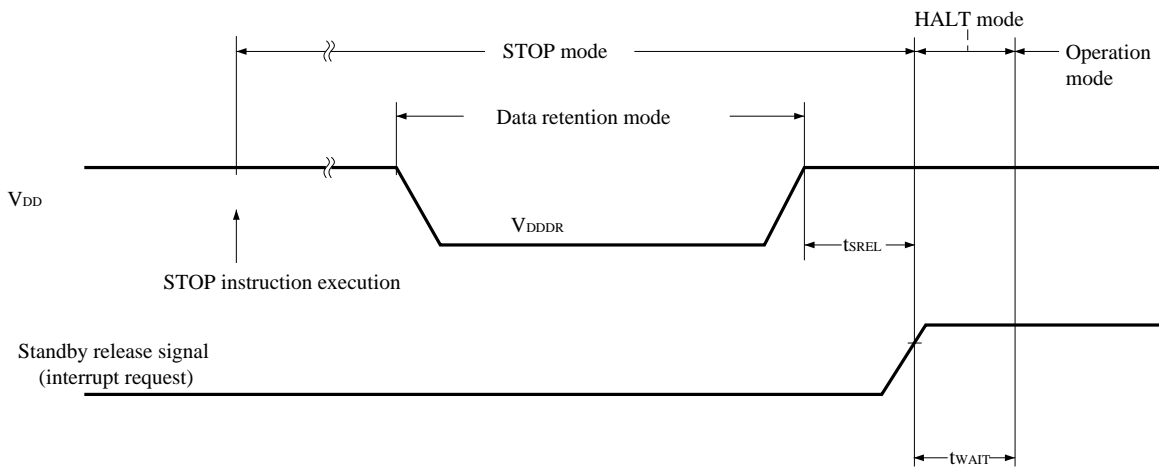 HALT mode
STOP mode
Operation
mode
Data retention mode
VDD
VDDDR
tSREL
STOP instruction execution
Standby release signal
(interrupt request)
tWAIT